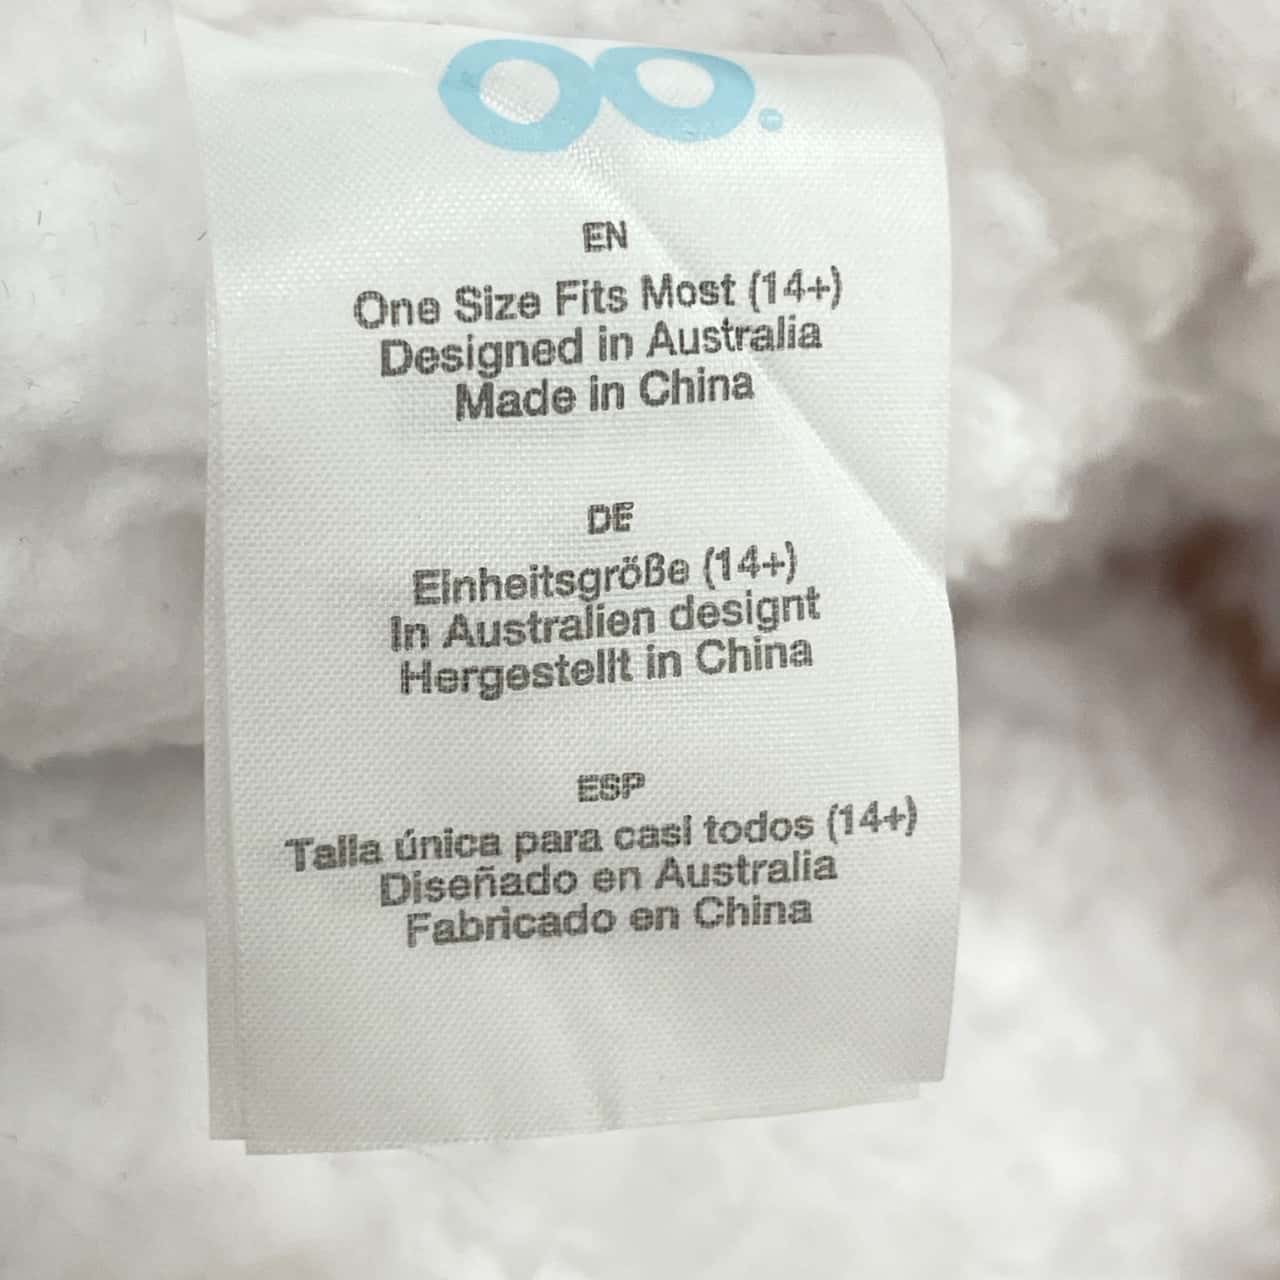 EN
One Size Fits Most (14+)
Designed in Australia
Made in China
DE
Einheitsgröße (14+)
In Australien designt
Hergestellt in China
ESP
Talla única para casi todos (14+)
Diseñado en Australia
Fabricado en China